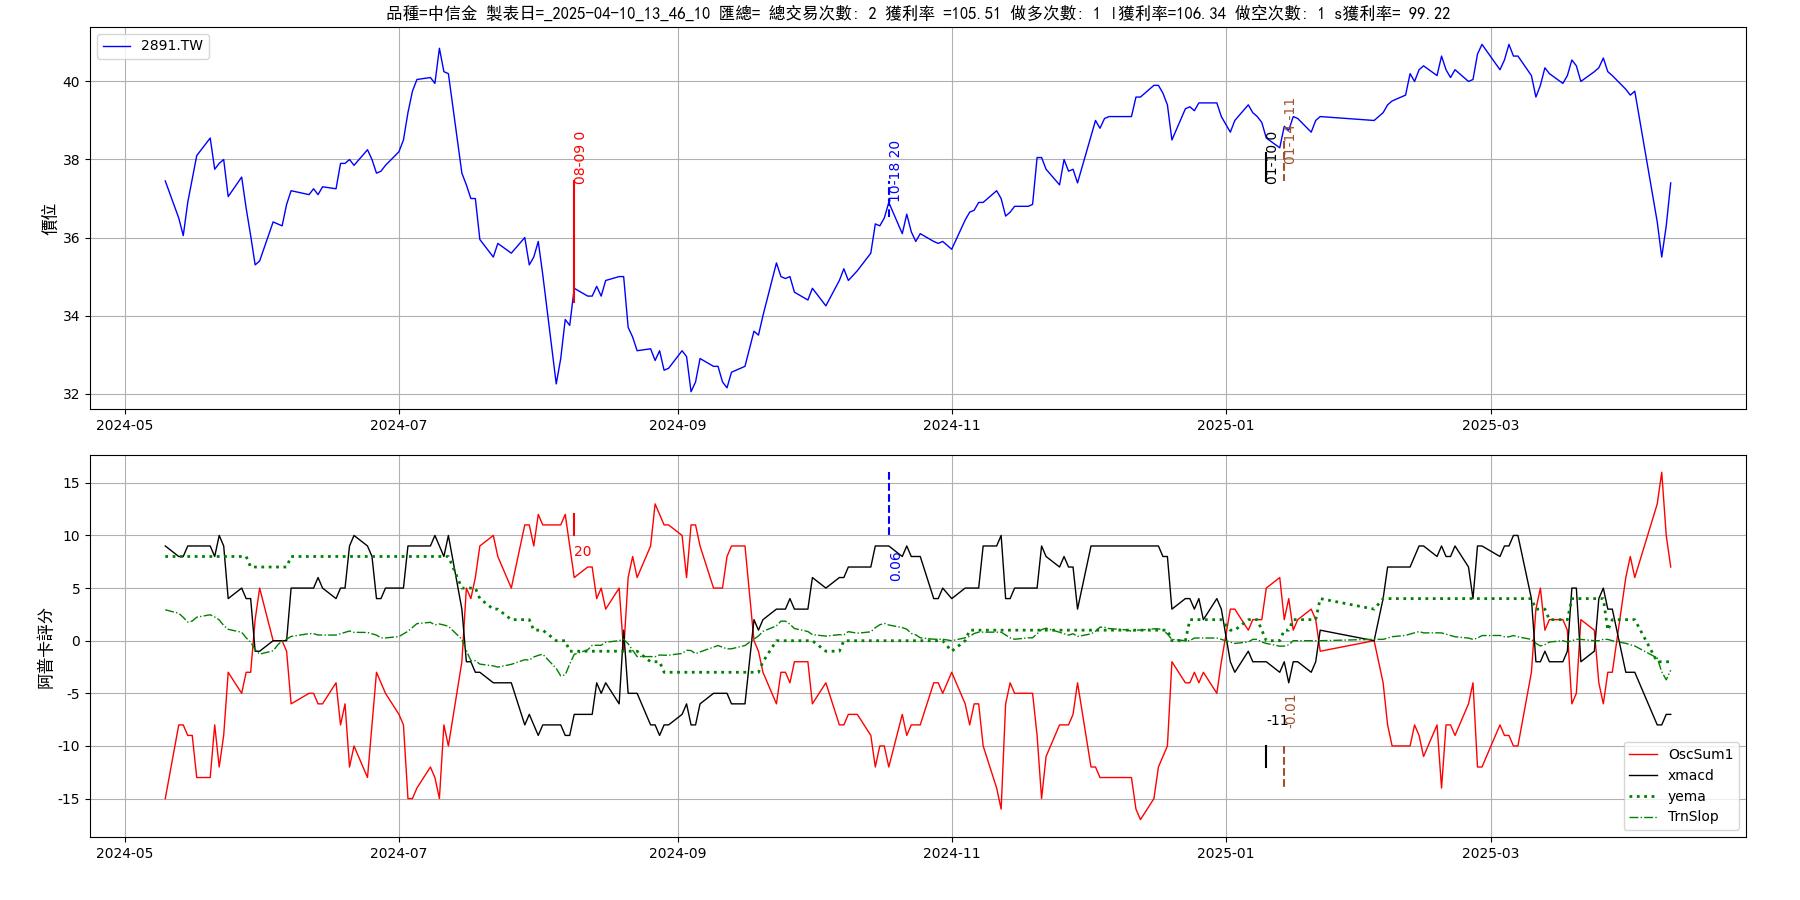 品種=中信金 製表日=_2025-04-10_13_46_10 匯總= 總交易次數: 2 獲利率 =105.51 做多次數: 1 l獲利率=106.34 做空次數: 1 s獲利率= 99.22
2891.TW
價位
40
38
36
34
32
08-09 0
10-18 20
01-10 0
01-14 -11
2024-05 2024-07 2024-09 2024-11 2025-01 2025-03
阿普卡評分
15
10
5
0
-5
-10
-15
20
0.06
-11
-0.01
OscSum1
xmacd
yema
TrnSlop
2024-05 2024-07 2024-09 2024-11 2025-01 2025-03